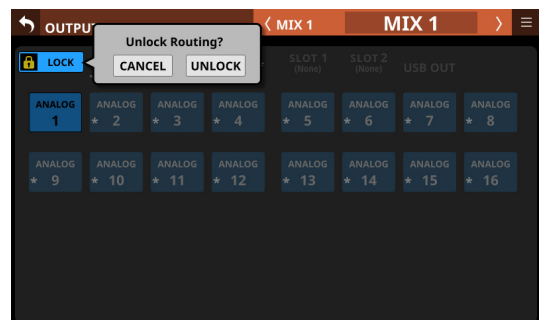 OUTPU
MIX 1
MIX 1
Unlock Routing?
CANCEL
UNLOCK
LOCK
SLOT 1
(None)
SLOT 2
(None)
USB OUT
ANALOG
1
ANALOG
* 2
ANALOG
* 3
ANALOG
* 4
ANALOG
* 5
ANALOG
* 6
ANALOG
* 7
ANALOG
* 8
ANALOG
* 9
ANALOG
* 10
ANALOG
* 11
ANALOG
* 12
ANALOG
* 13
ANALOG
* 14
ANALOG
* 15
ANALOG
* 16